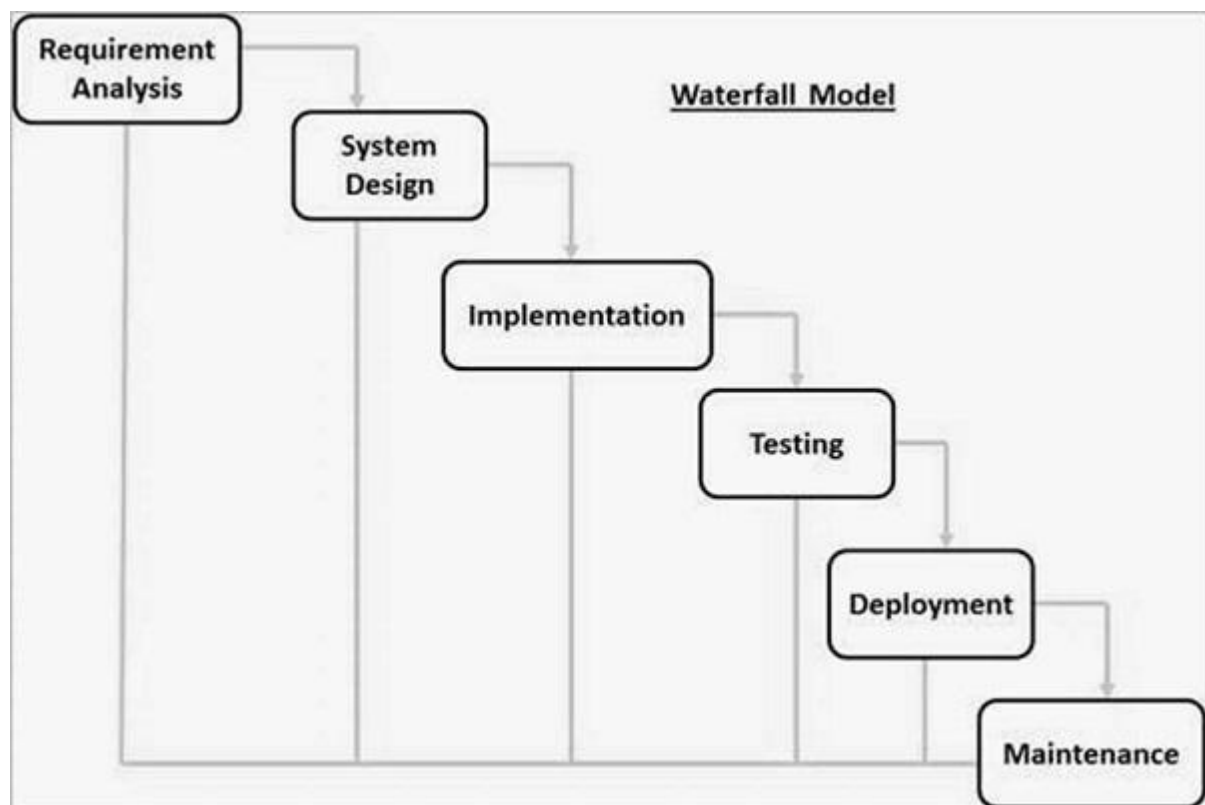 Requirement
Analysis
Waterfall Model
System
Design
Implementation
Testing
Deployment
Maintenance